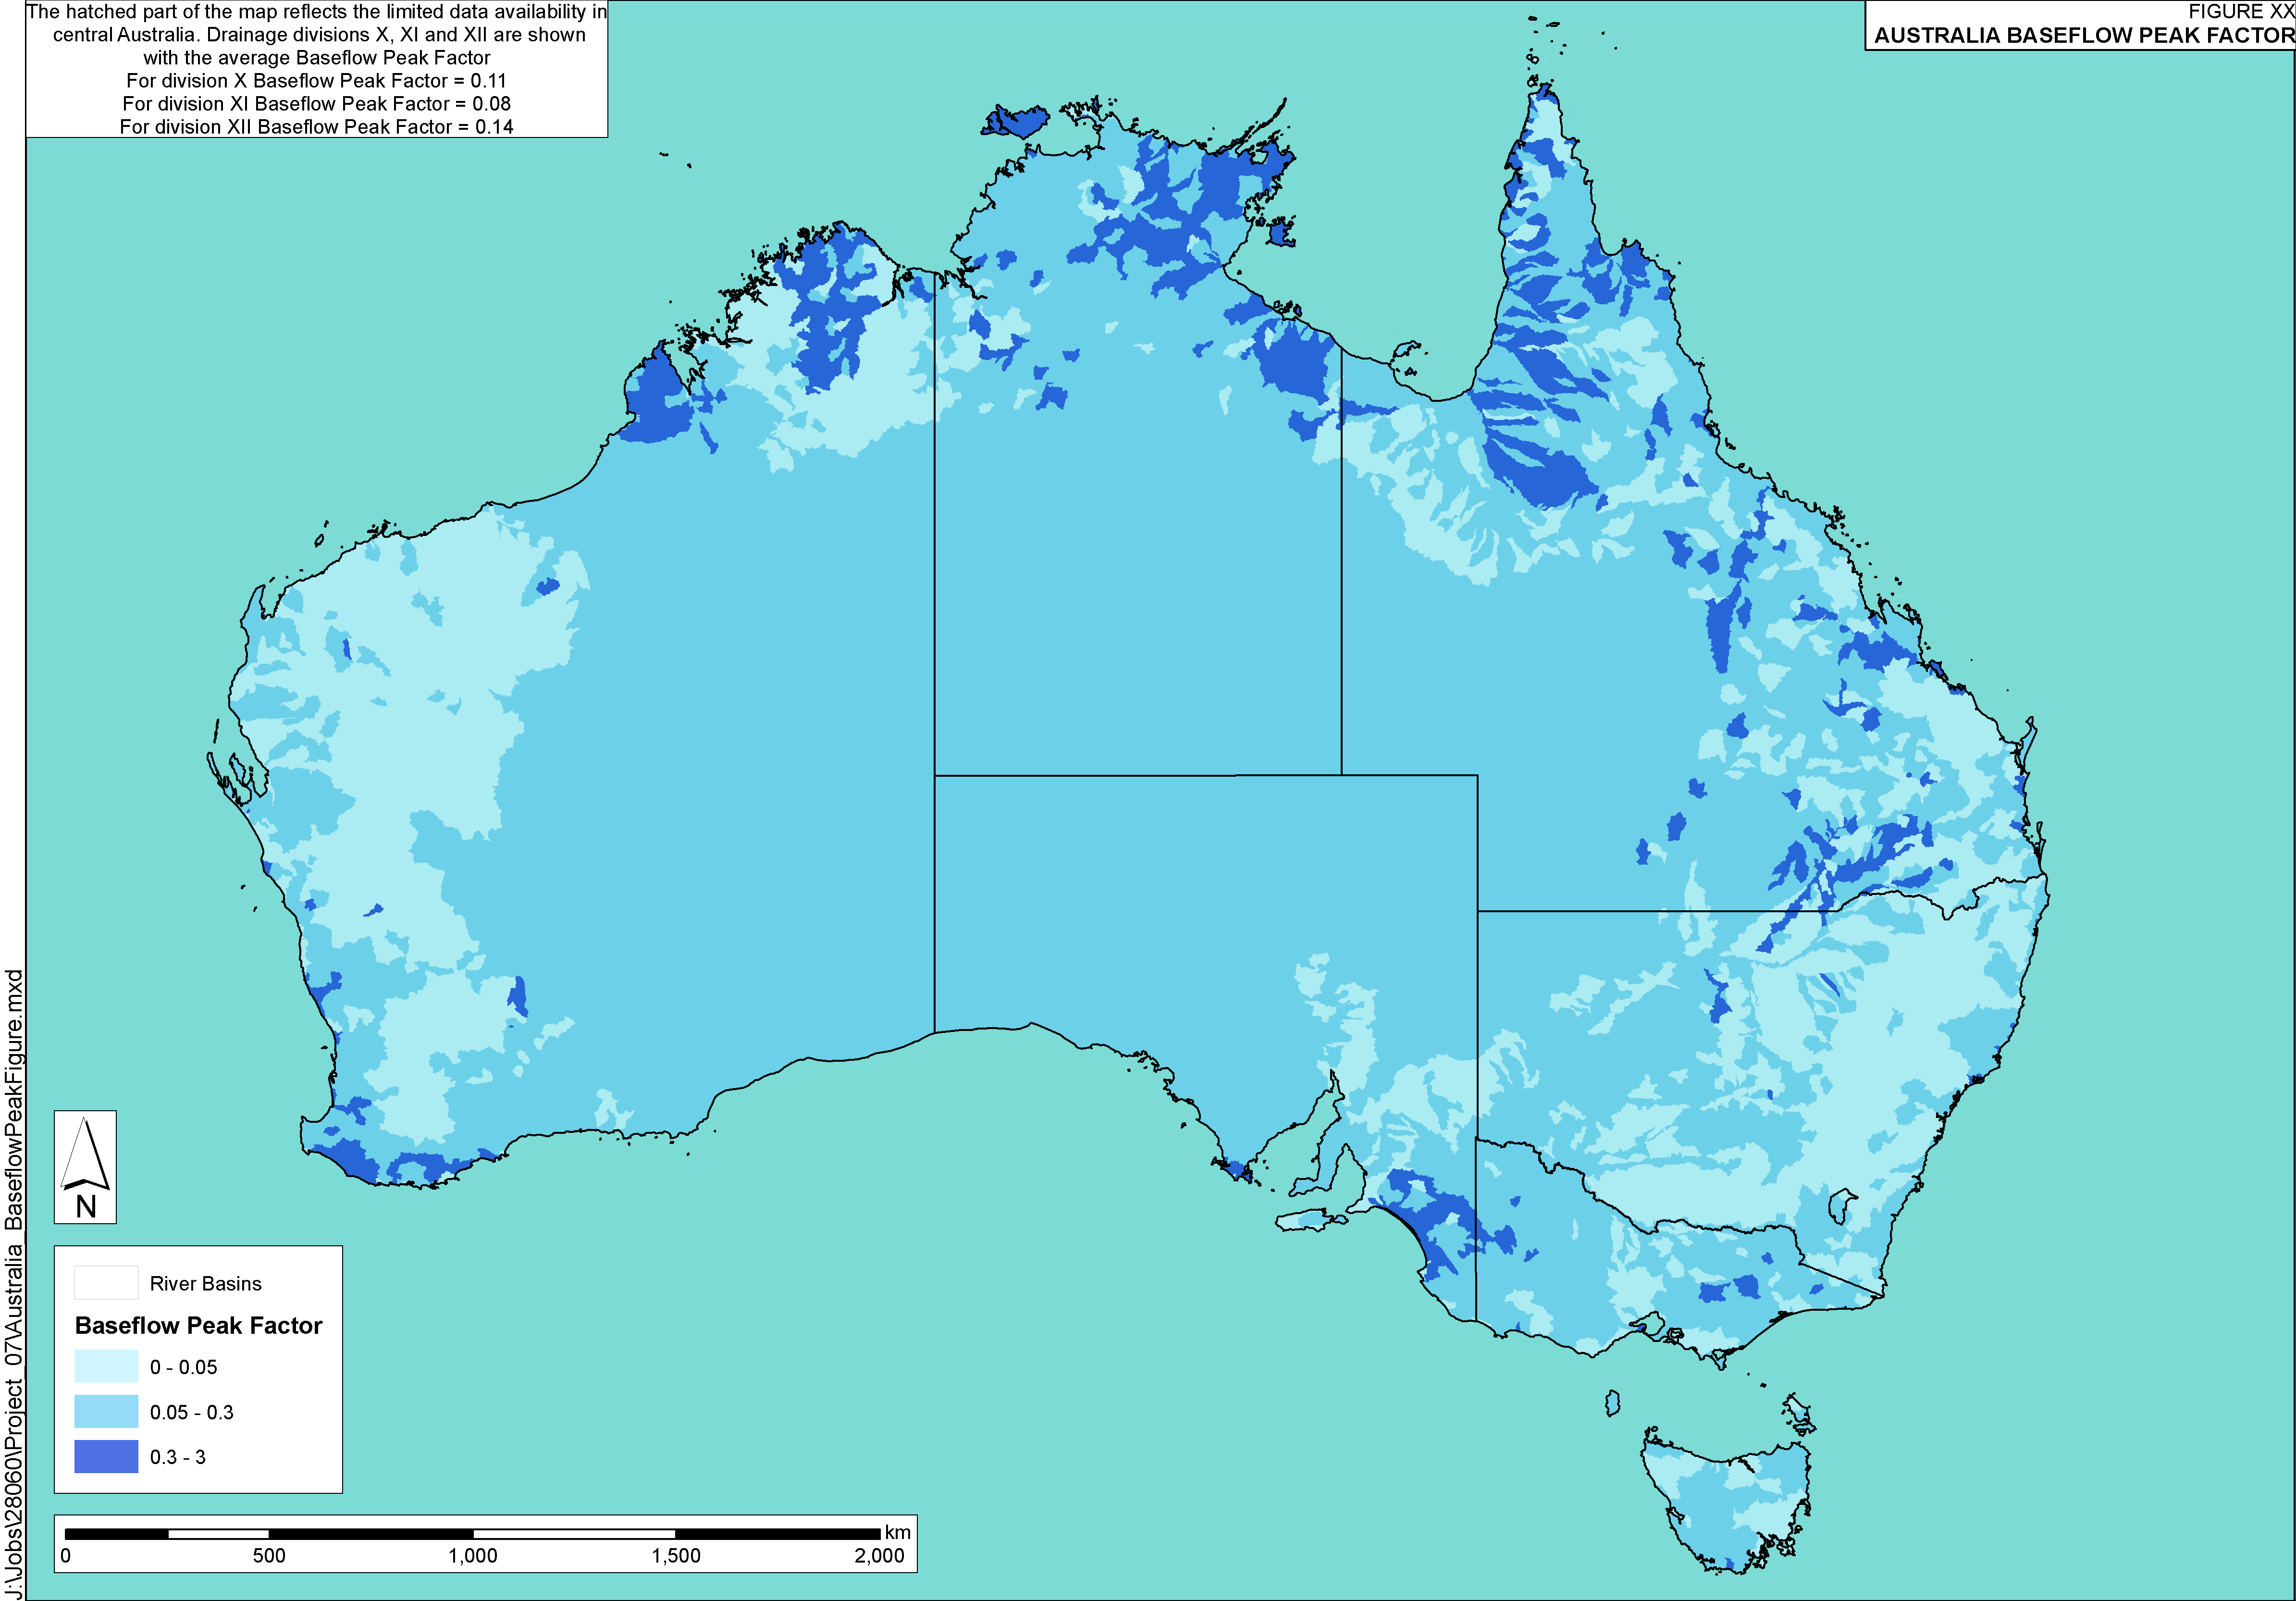 The hatched part of the map reflects the limited data availability in
central Australia. Drainage divisions X, XI and XII are shown
with the average Baseflow Peak Factor
For division X Baseflow Peak Factor = 0.11
For division XI Baseflow Peak Factor = 0.08
For division XII Baseflow Peak Factor = 0.14
FIGURE XX
AUSTRALIA BASEFLOW PEAK FACTOR
J:\Jobs\28060\Project_07\Australia_BaseflowPeakFigure.mxd
N
River Basins
Baseflow Peak Factor
0 - 0.05
0.05 - 0.3
0.3 - 3
km
0 500 1,000 1,500 2,000